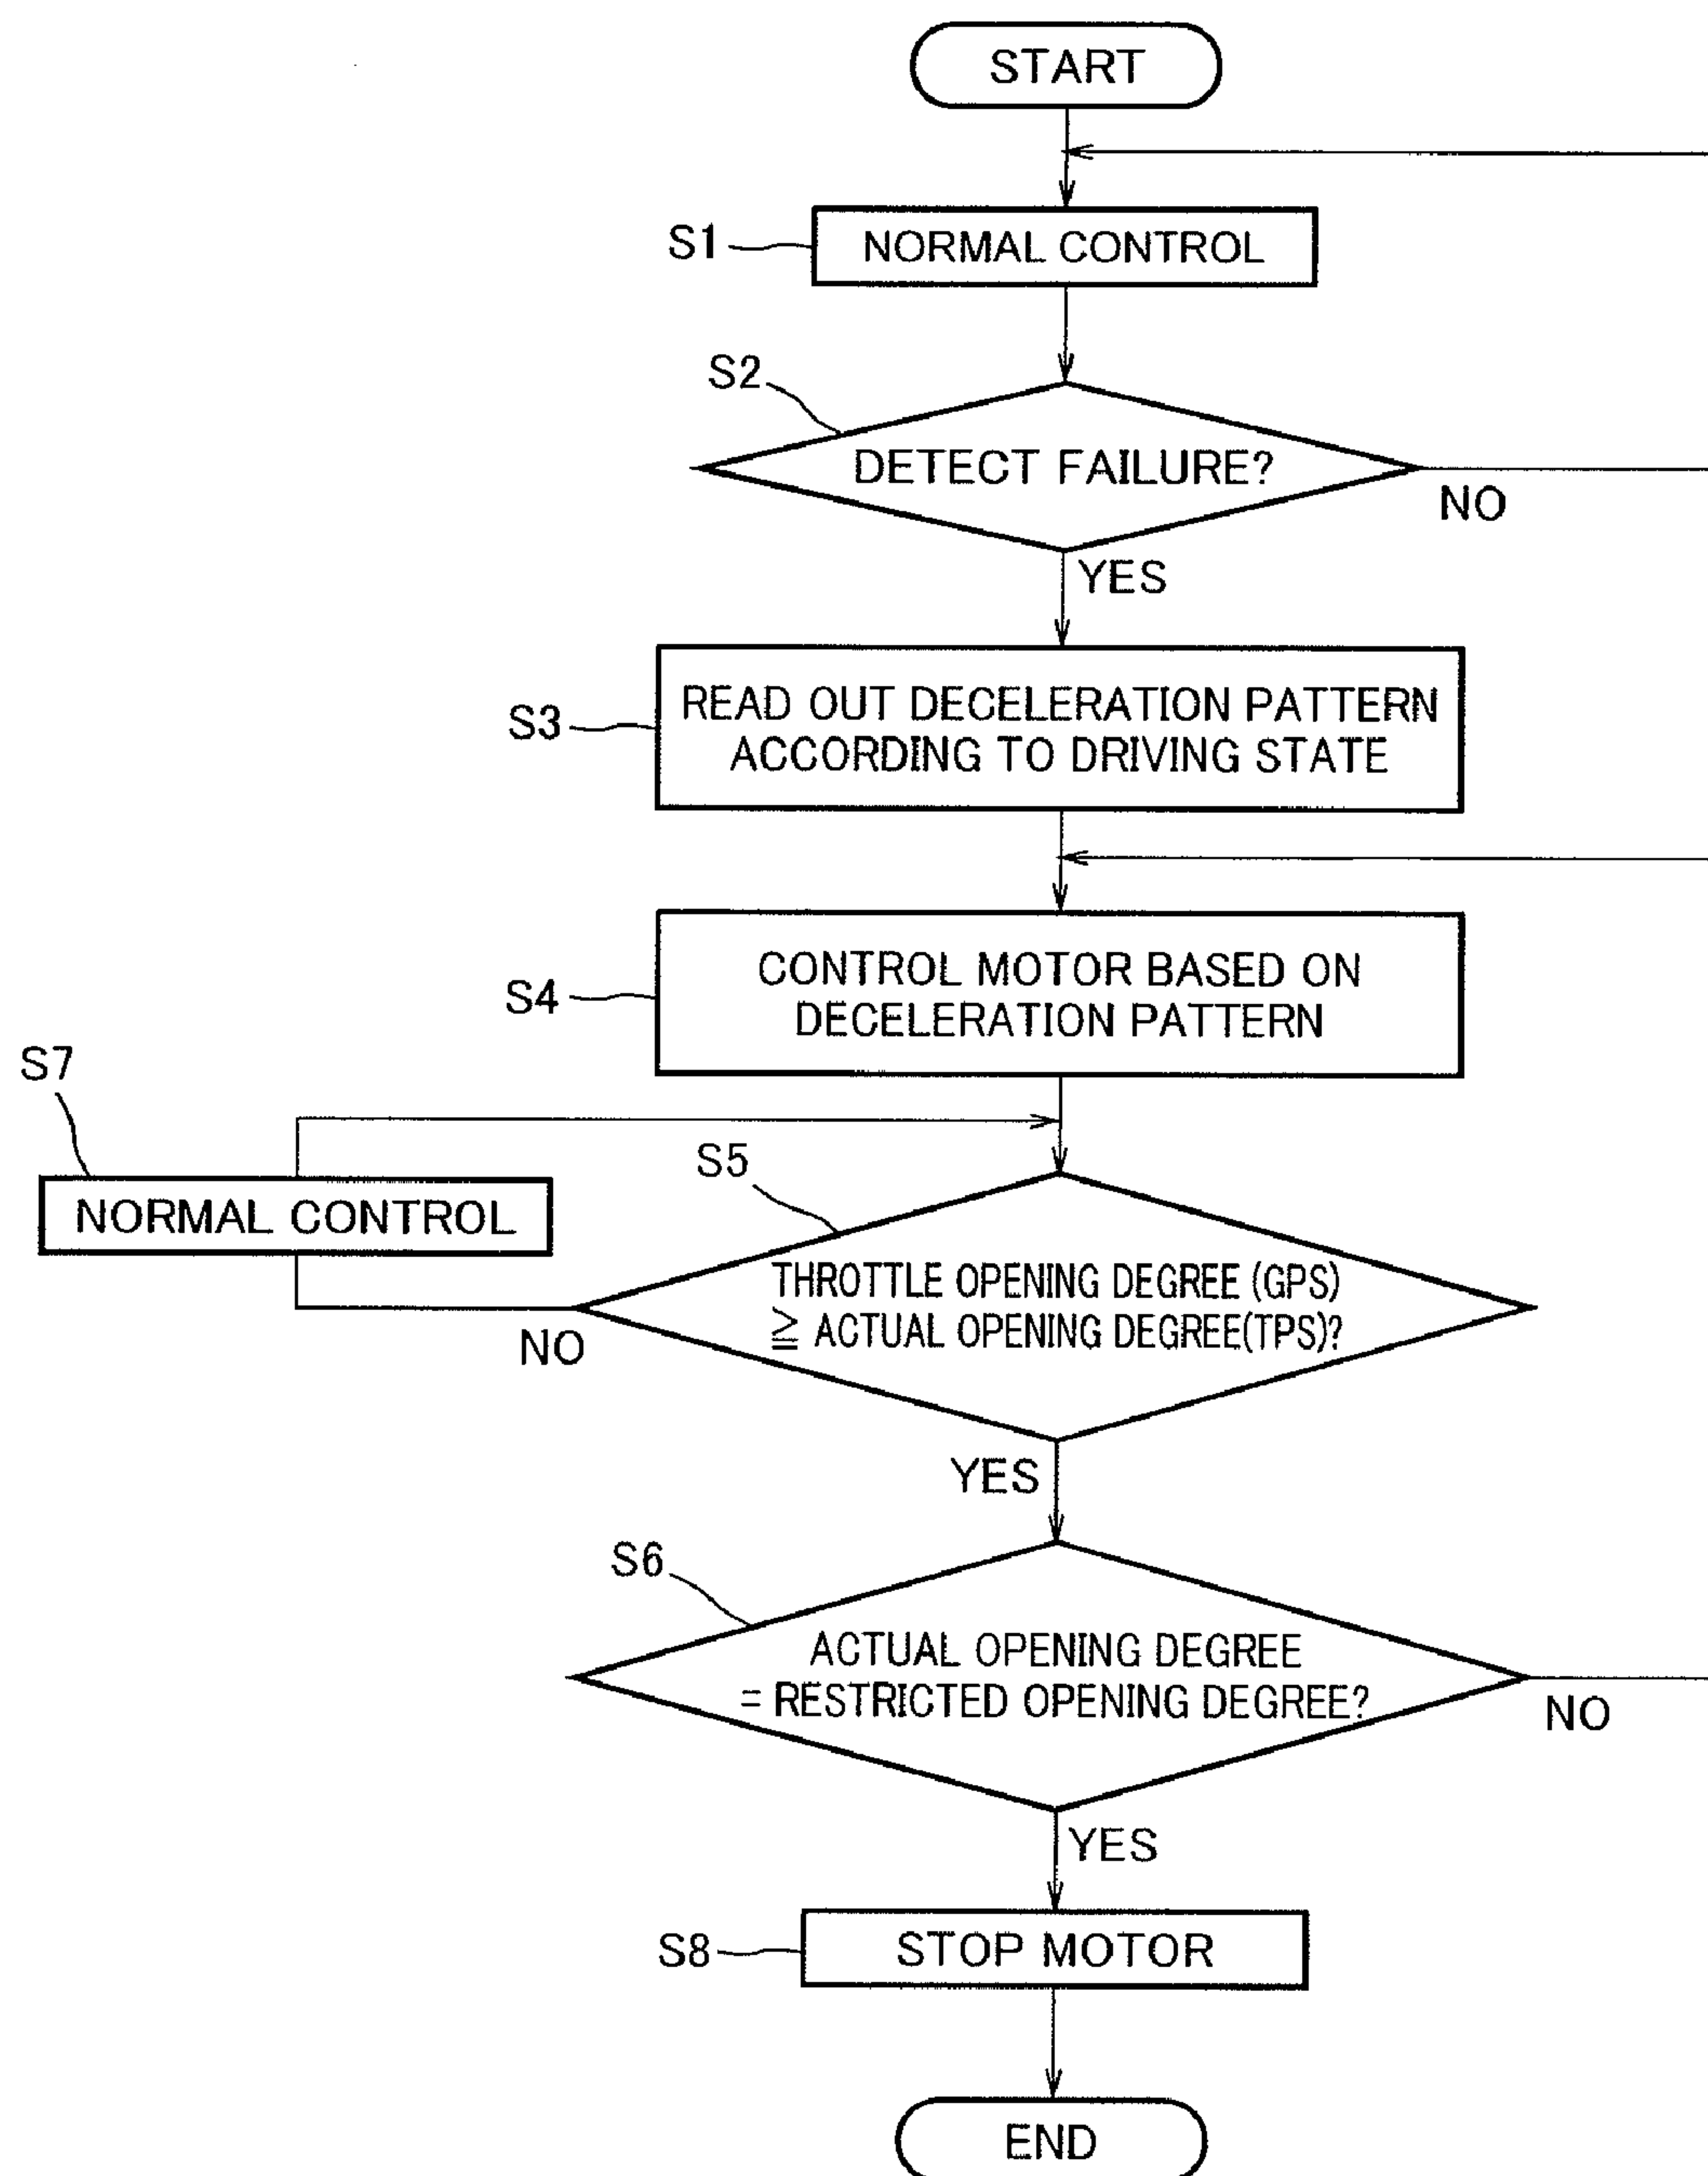 START
S1
NORMAL CONTROL
S2
DETECT FAILURE?
NO
YES
S3
READ OUT DECELERATION PATTERN
ACCORDING TO DRIVING STATE
S4
CONTROL MOTOR BASED ON
DECELERATION PATTERN
S7
NORMAL CONTROL
S5
THROTTLE OPENING DEGREE (GPS)
≧ ACTUAL OPENING DEGREE(TPS)?
NO
YES
S6
ACTUAL OPENING DEGREE
= RESTRICTED OPENING DEGREE?
NO
YES
S8
STOP MOTOR
END